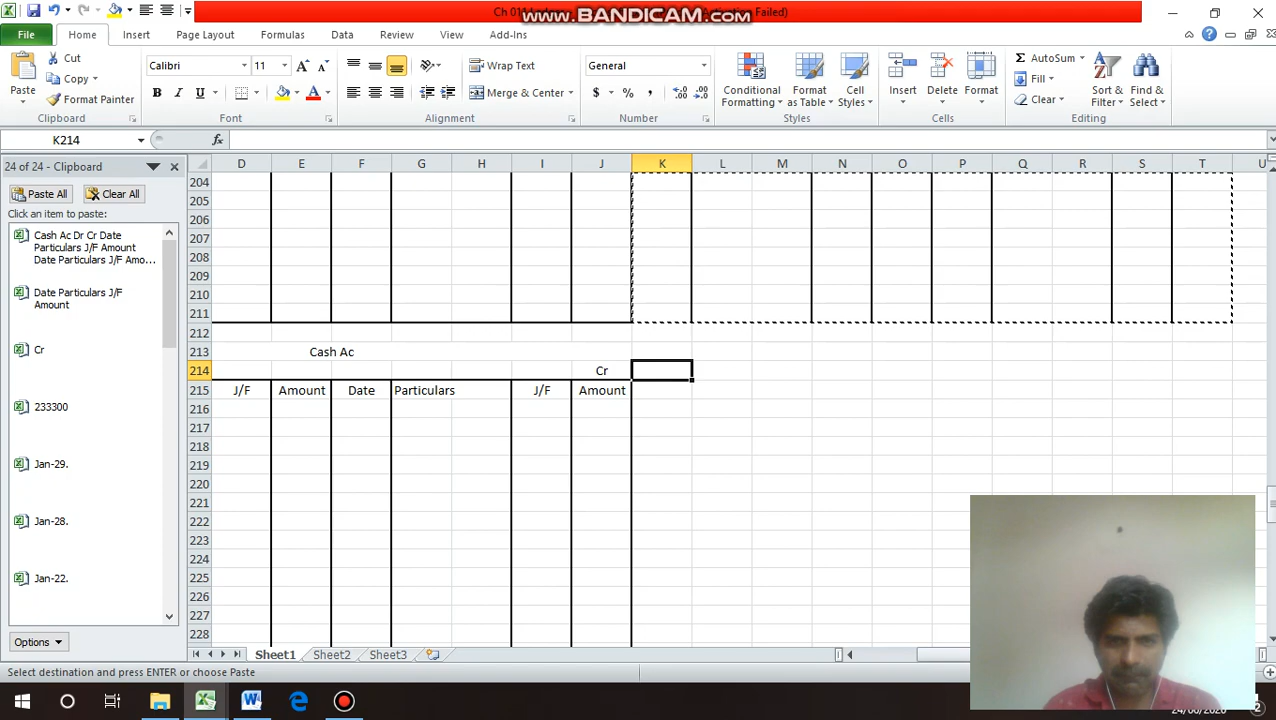 www.BANDICAM.com
Activation Failed)
File Home Insert Page Layout Formulas Data Review View Add-Ins
Paste
Cut
Copy
Format Painter
Clipboard
Calibri 11
B I U
Font
Wrap Text
Merge & Center
Alignment
General
$ % ,
Number
Conditional Formatting
Format as Table
Cell Styles
Styles
Insert Delete Format
Cells
Σ AutoSum
Fill
Clear
Sort & Filter
Find & Select
Editing
K214
fx
24 of 24 - Clipboard
Paste All Clear All
Click an item to paste:
Cash Ac Dr Cr Date
Particulars J/F Amount
Date Particulars J/F Amo...
Date Particulars J/F
Amount
Cr
233300
Jan-29.
Jan-28.
Jan-22.
Options
D E F G H I J K L M N O P Q R S T U
204
205
206
207
208
209
210
211
212
213 Cash Ac
214 Cr
215 J/F Amount Date Particulars J/F Amount
216
217
218
219
220
221
222
223
224
225
226
227
228
Sheet1 Sheet2 Sheet3
Select destination and press ENTER or choose Paste